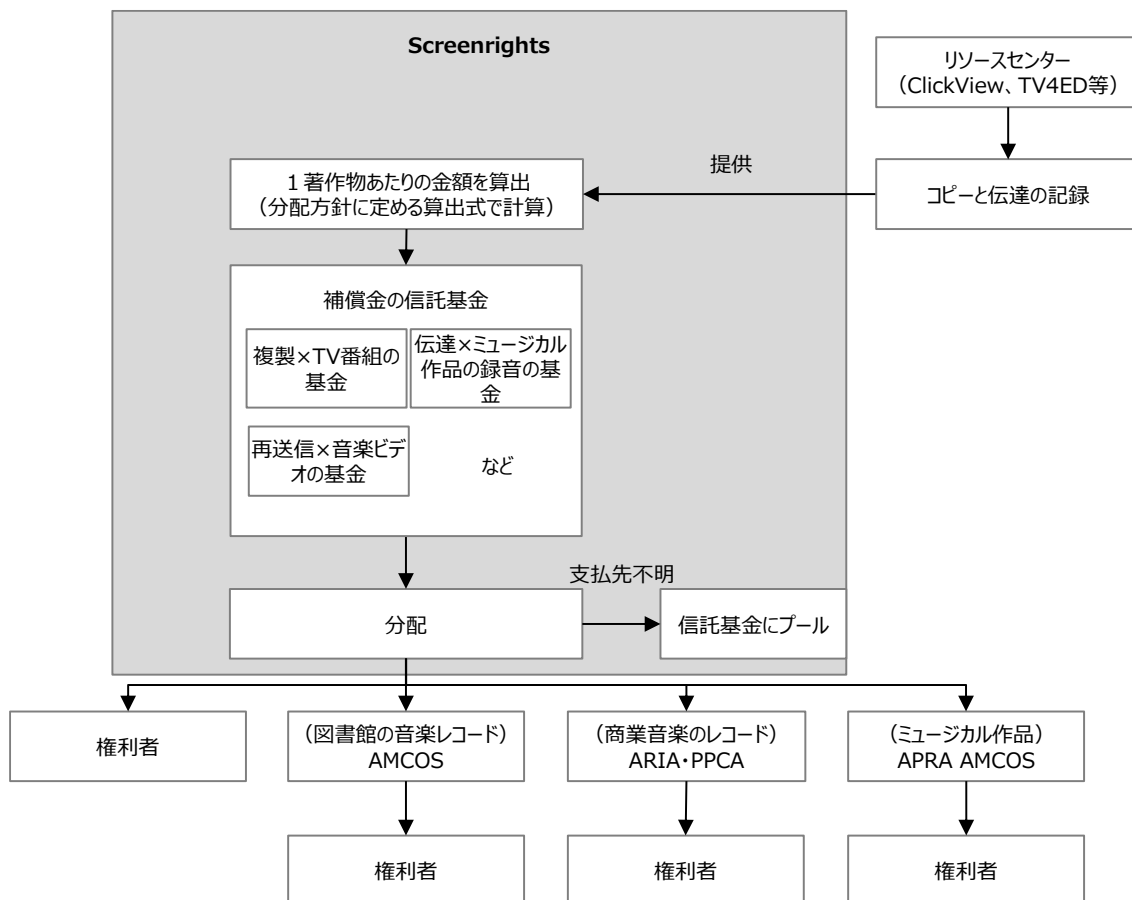 Screenrights
リソースセンター
（ClickView、TV4ED等）
提供
１著作物あたりの金額を算出
（分配方針に定める算出式で計算）
コピーと伝達の記録
補償金の信託基金
複製×TV番組の
基金
伝達×ミュージカル
作品の録音の基
金
再送信×音楽ビデ
オの基金
など
支払先不明
分配
信託基金にプール
権利者
（図書館の音楽レコード）
AMCOS
（商業音楽のレコード）
ARIA・PPCA
（ミュージカル作品）
APRA AMCOS
権利者
権利者
権利者